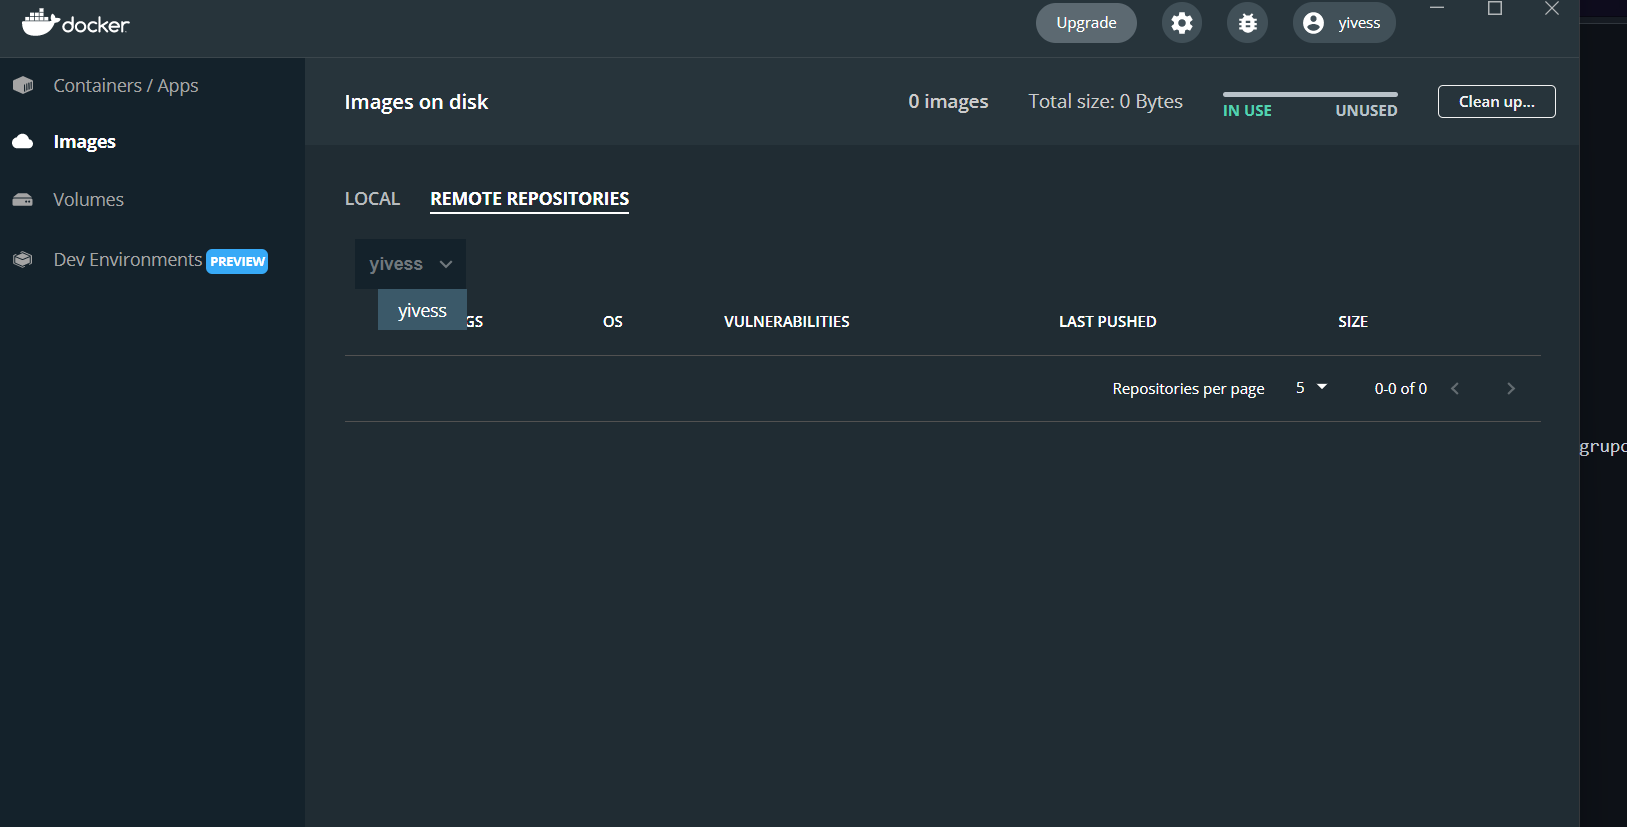 docker
Upgrade
yivess
Containers / Apps
Images
Volumes
Dev Environments PREVIEW
Images on disk
0 images
Total size: 0 Bytes
IN USE
UNUSED
Clean up...
LOCAL
REMOTE REPOSITORIES
yivess
yivess
GS
OS
VULNERABILITIES
LAST PUSHED
SIZE
Repositories per page
5
0-0 of 0
grupo